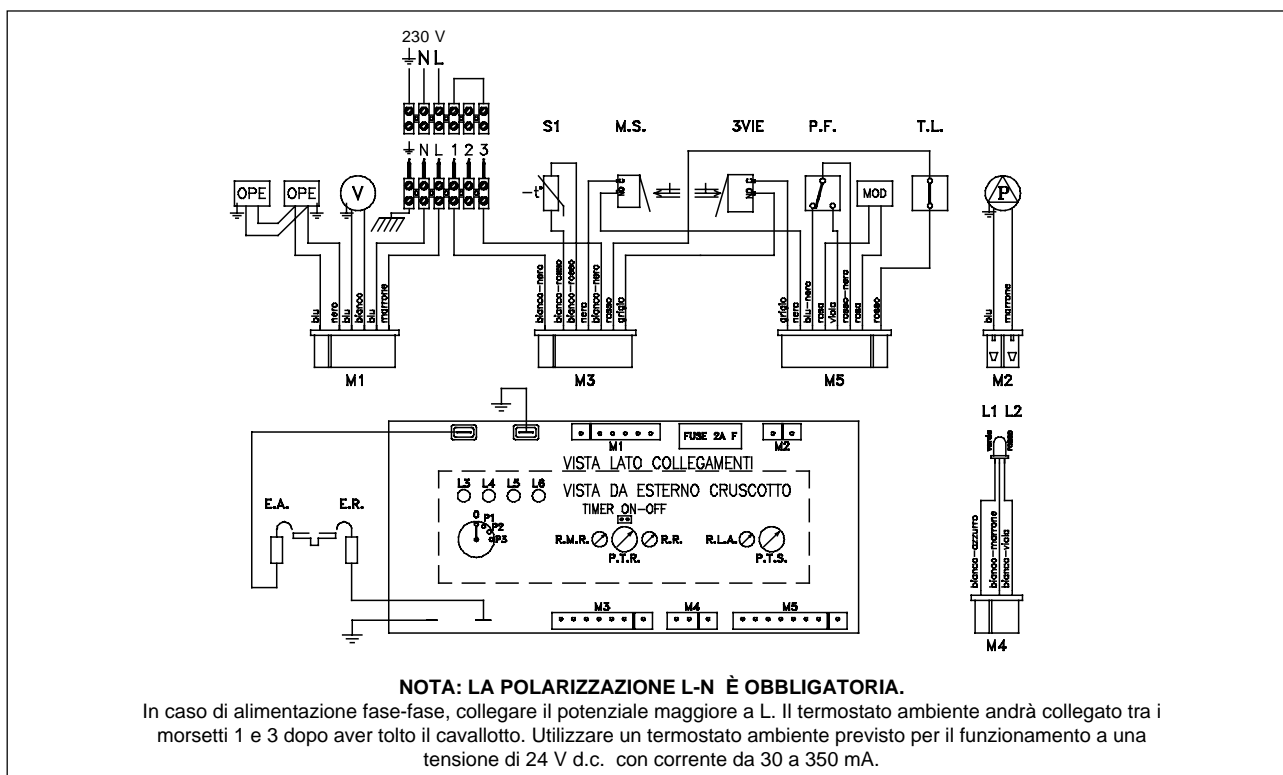 230 V
N L
S1 M.S. 3VIE P.F. T.L.
N L 1 2 3
-t°
C
NO
C
NO
OPE OPE V MOD P
blu
nero
blu
bianco
blu
marrone
bianco-nero
bianco-rosso
bianco-rosso
nero
bianco-nero
rosso
grigio
grigio
nero
blu-nero
rosa
viola
rosso-nero
rosa
rosso
blu
marrone
M1 M3 M5 M2
L1 L2
verde
rosso
M1 FUSE 2A F M2
VISTA LATO COLLEGAMENTI
L3 L4 L5 L6 VISTA DA ESTERNO CRUSCOTTO
TIMER ON-OFF
E.A. E.R.
0
P1
P2
P3
R.M.R. R.R. R.L.A.
P.T.R. P.T.S.
bianco-azzurro
bianco-marrone
bianco-viola
M3 M4 M5
M4
NOTA: LA POLARIZZAZIONE L-N È OBBLIGATORIA.
In caso di alimentazione fase-fase, collegare il potenziale maggiore a L. Il termostato ambiente andrà collegato tra i
morsetti 1 e 3 dopo aver tolto il cavallotto. Utilizzare un termostato ambiente previsto per il funzionamento a una
tensione di 24 V d.c. con corrente da 30 a 350 mA.